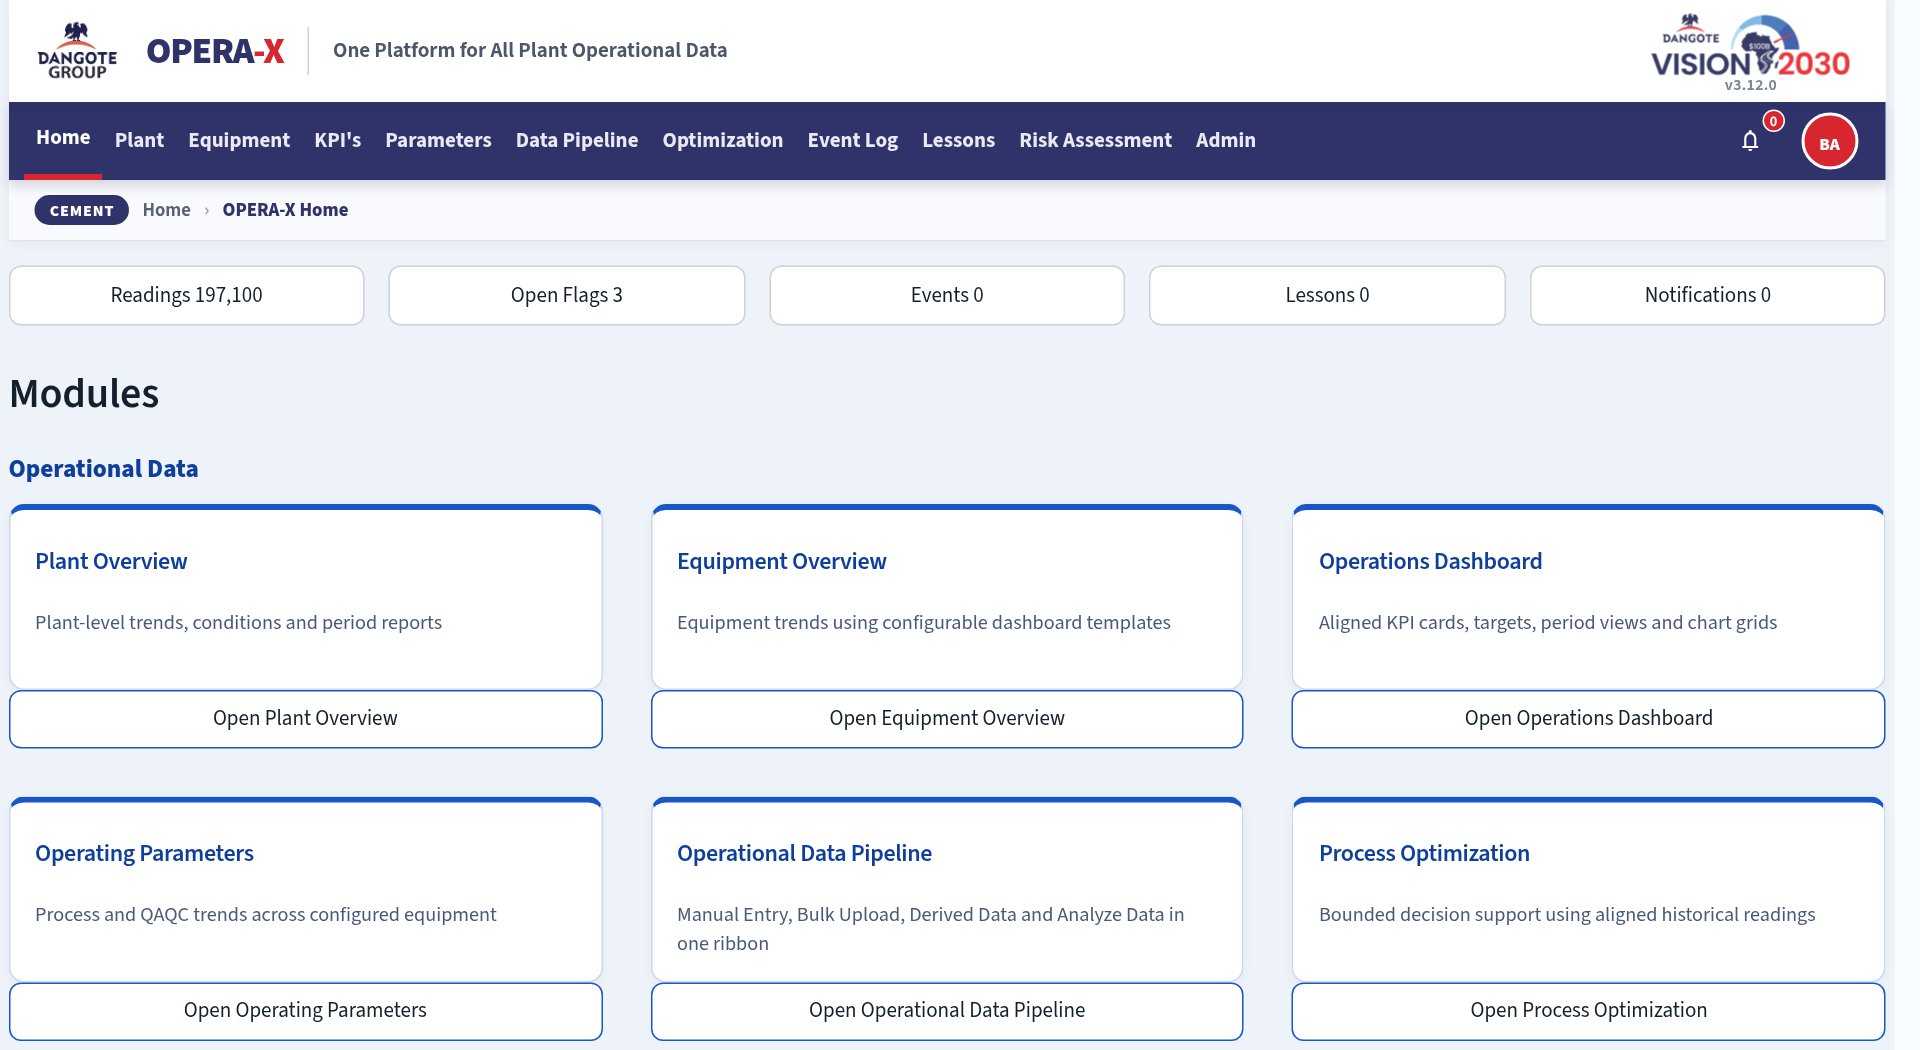 DANGOTE
GROUP
OPERA-X
One Platform for All Plant Operational Data
DANGOTE
$100B
VISION 2030
v3.12.0
Home Plant Equipment KPI's Parameters Data Pipeline Optimization Event Log Lessons Risk Assessment Admin 0 BA
CEMENT Home › OPERA-X Home
Readings 197,100 Open Flags 3 Events 0 Lessons 0 Notifications 0
Modules
Operational Data
Plant Overview
Plant-level trends, conditions and period reports
Open Plant Overview
Equipment Overview
Equipment trends using configurable dashboard templates
Open Equipment Overview
Operations Dashboard
Aligned KPI cards, targets, period views and chart grids
Open Operations Dashboard
Operating Parameters
Process and QAQC trends across configured equipment
Open Operating Parameters
Operational Data Pipeline
Manual Entry, Bulk Upload, Derived Data and Analyze Data in
one ribbon
Open Operational Data Pipeline
Process Optimization
Bounded decision support using aligned historical readings
Open Process Optimization